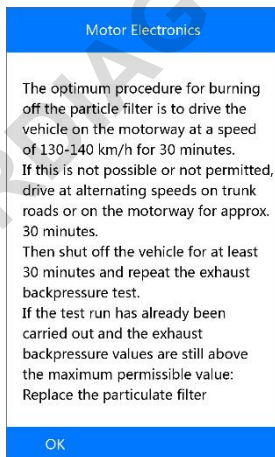 Motor Electronics
The optimum procedure for burning
off the particle filter is to drive the
vehicle on the motorway at a speed
of 130-140 km/h for 30 minutes.
If this is not possible or not permitted,
drive at alternating speeds on trunk
roads or on the motorway for approx.
30 minutes.
Then shut off the vehicle for at least
30 minutes and repeat the exhaust
backpressure test.
If the test run has already been
carried out and the exhaust
backpressure values are still above
the maximum permissible value:
Replace the particulate filter
OK